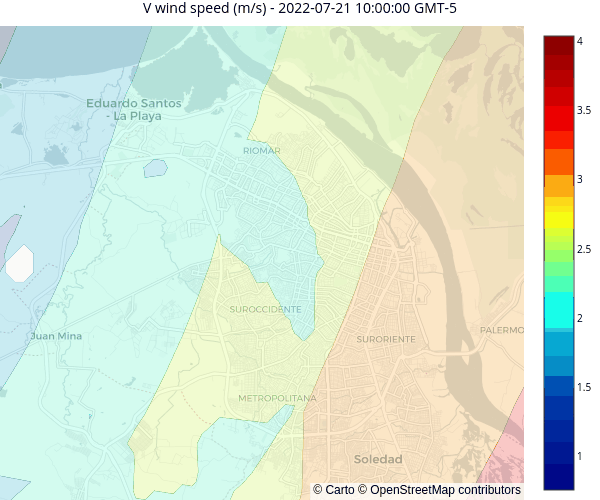 V wind speed (m/s) - 2022-07-21 10:00:00 GMT-5
4
3.5
3
2.5
2
1.5
1
Eduardo Santos
- La Playa
RIOMAR
SUROCCIDENTE
Juan Mina
SURORIENTE
PALERMO
METROPOLITANA
Soledad
© Carto © OpenStreetMap contributors